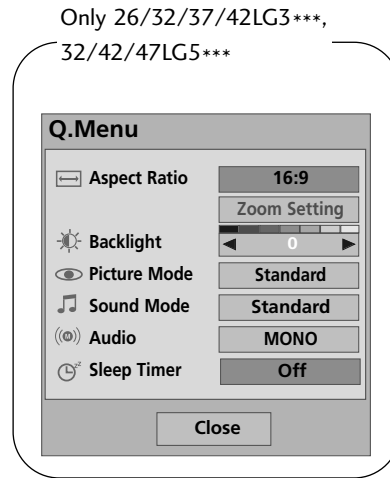 Only 26/32/37/42LG3***,
32/42/47LG5***
Q.Menu
Aspect Ratio 16:9
Zoom Setting
Backlight ◀ 0 ▶
Picture Mode Standard
Sound Mode Standard
Audio MONO
Sleep Timer Off
Close